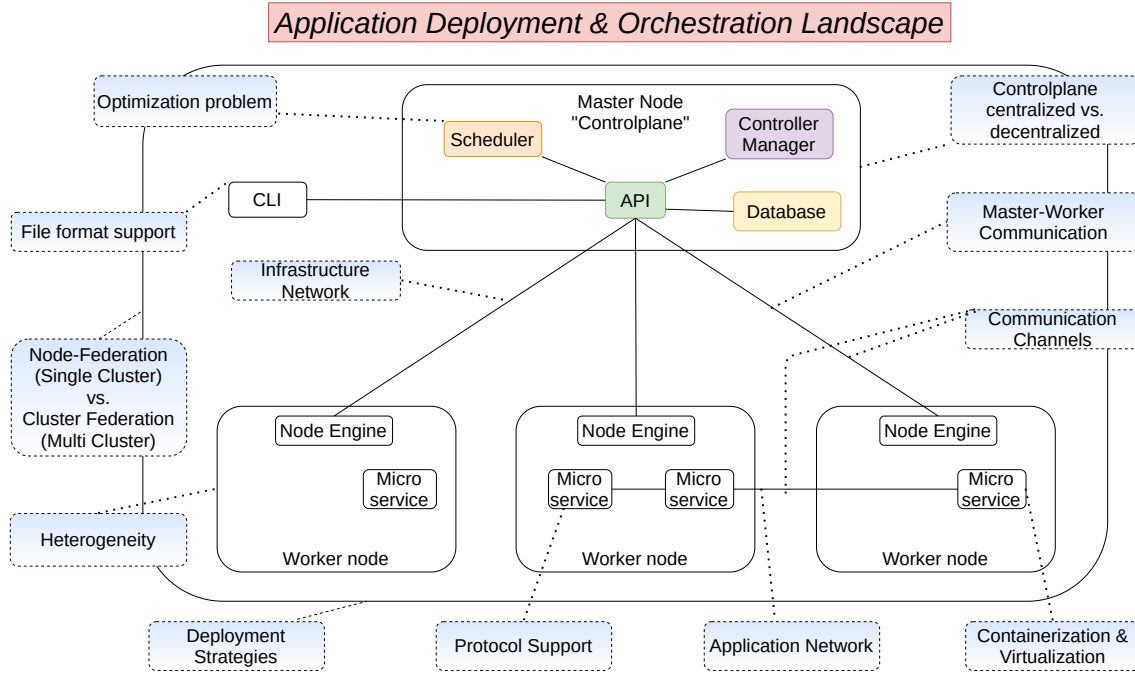 Application Deployment & Orchestration Landscape
Optimization problem
Master Node
"Controlplane"
Scheduler
Controller
Manager
Controlplane
centralized vs.
decentralized
CLI
API
Database
File format support
Master-Worker
Communication
Infrastructure
Network
Communication
Channels
Node-Federation
(Single Cluster)
vs.
Cluster Federation
(Multi Cluster)
Node Engine
Node Engine
Node Engine
Micro
service
Micro
service
Micro
service
Micro
service
Heterogeneity
Worker node
Worker node
Worker node
Deployment
Strategies
Protocol Support
Application Network
Containerization &
Virtualization